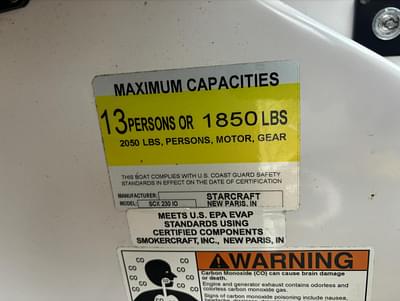 MAXIMUM CAPACITIES
13 PERSONS OR 1850 LBS
2050 LBS, PERSONS, MOTOR, GEAR
THIS BOAT COMPLIES WITH U.S. COAST GUARD SAFETY
STANDARDS IN EFFECT ON THE DATE OF CERTIFICATION
MANUFACTURER: STARCRAFT
MODEL: SCX 230 IO NEW PARIS, IN
MEETS U.S. EPA EVAP
STANDARDS USING
CERTIFIED COMPONENTS
SMOKERCRAFT, INC., NEW PARIS, IN
WARNING
Carbon Monoxide (CO) can cause brain damage
or death.
Engine and generator exhaust contains odorless and
colorless carbon monoxide gas.
Signs of carbon monoxide poisoning include nausea,
CO CO
CO CO
CO CO
CO CO